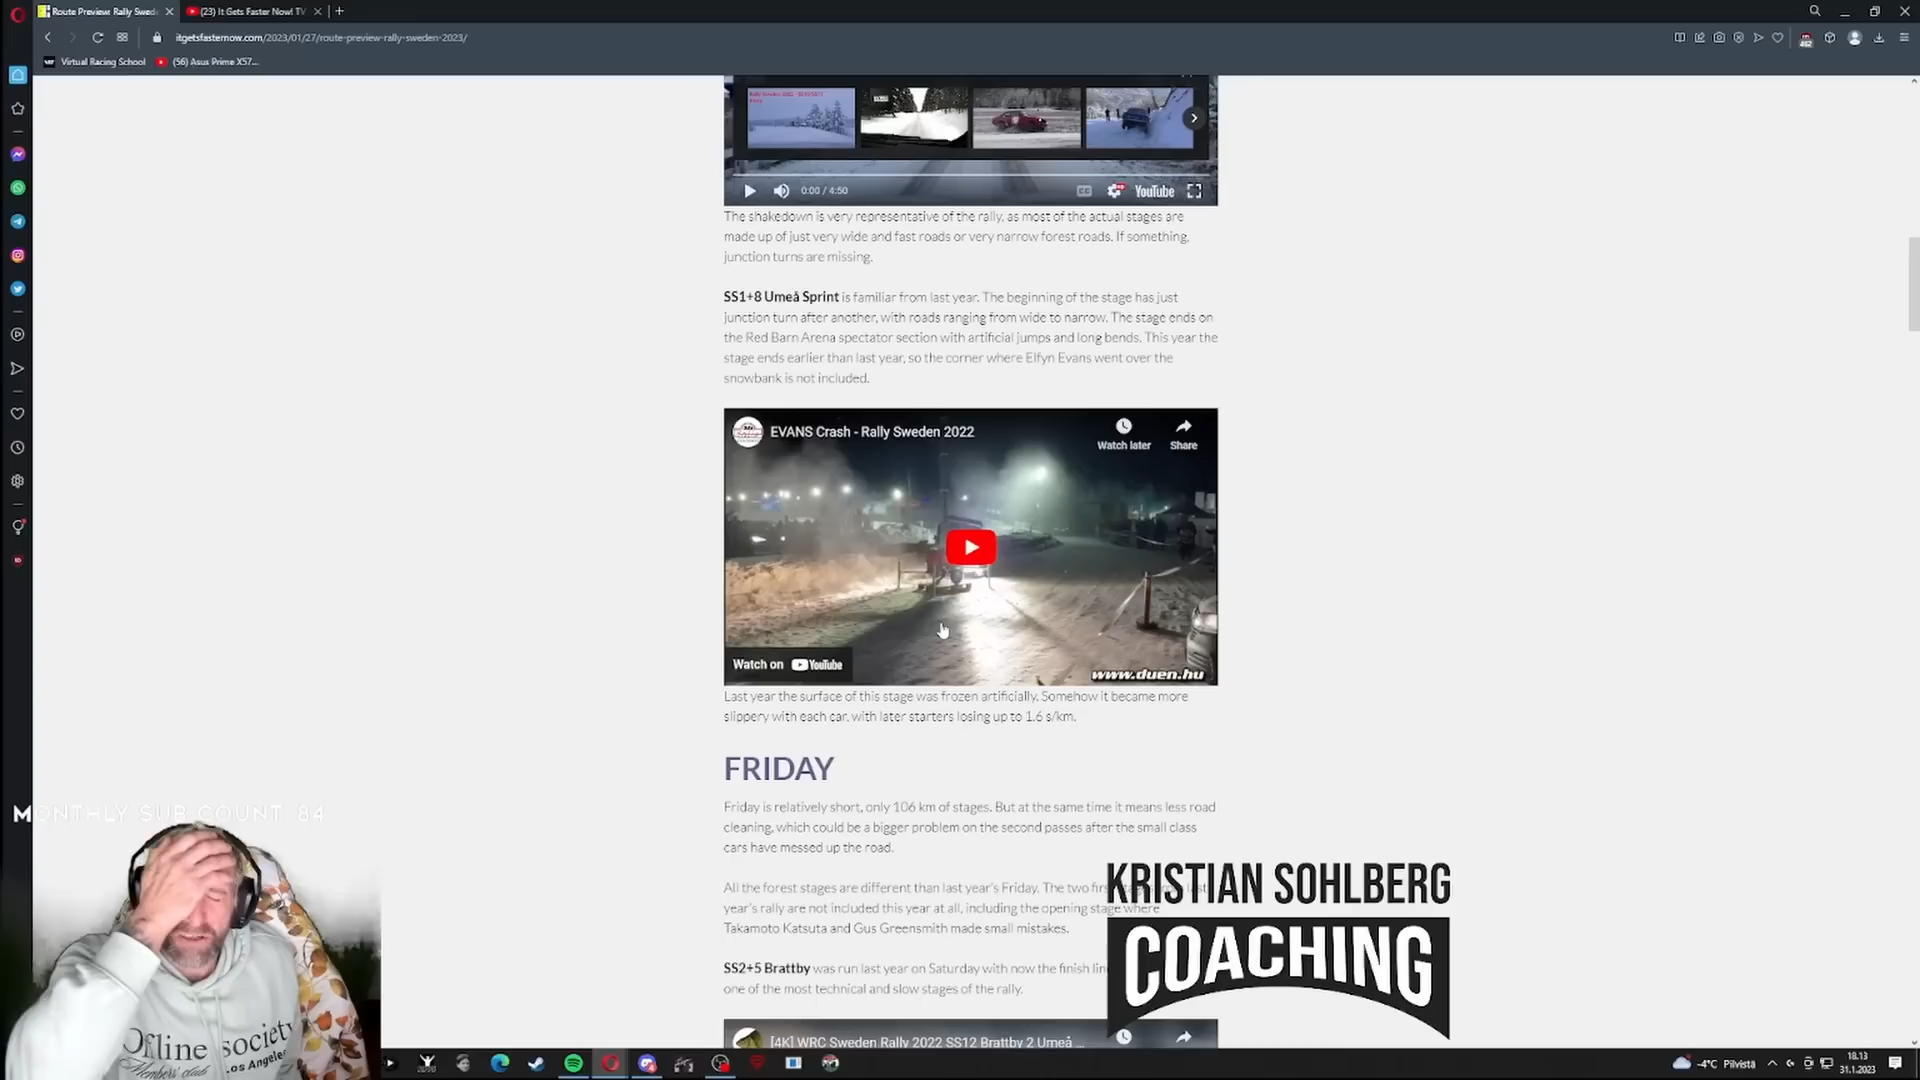 Route Preview: Rally Swed
(23) It Gets Faster Now! TV
itgetsfasternow.com/2023/01/27/route-preview-rally-sweden-2023/
Virtual Racing School
(56) Asus Prime X57...
0:00 / 4:50
YouTube
The shakedown is very representative of the rally, as most of the actual stages are
made up of just very wide and fast roads or very narrow forest roads. If something,
junction turns are missing.
SS1+8 Umeå Sprint is familiar from last year. The beginning of the stage has just
junction turn after another, with roads ranging from wide to narrow. The stage ends on
the Red Barn Arena spectator section with artificial jumps and long bends. This year the
stage ends earlier than last year, so the corner where Elfyn Evans went over the
snowbank is not included.
EVANS Crash - Rally Sweden 2022
Watch later
Share
Watch on YouTube
www.duen.hu
Last year the surface of this stage was frozen artificially. Somehow it became more
slippery with each car, with later starters losing up to 1.6 s/km.
FRIDAY
Friday is relatively short, only 106 km of stages. But at the same time it means less road
cleaning, which could be a bigger problem on the second passes after the small class
cars have messed up the road.
All the forest stages are different than last year's Friday. The two
year's rally are not included this year at all, including the opening stage where
Takamoto Katsuta and Gus Greensmith made small mistakes.
SS2+5 Brattby was run last year on Saturday with now the finish
one of the most technical and slow stages of the rally.
[4K] WRC Sweden Rally 2022 SS12 Brattby 2 Umeå ...
MONTHLY SUB COUNT 84
KRISTIAN SOHLBERG
COACHING
Offline society
Members' club
Los Angeles
-4°C Pilvistä
18.13
31.1.2023